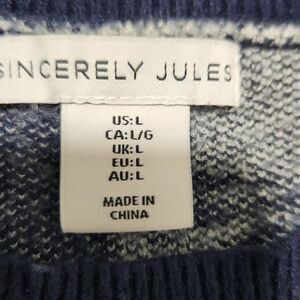 SINCERELY JULES
US: L
CA: L/G
UK: L
EU: L
AU: L
MADE IN
CHINA